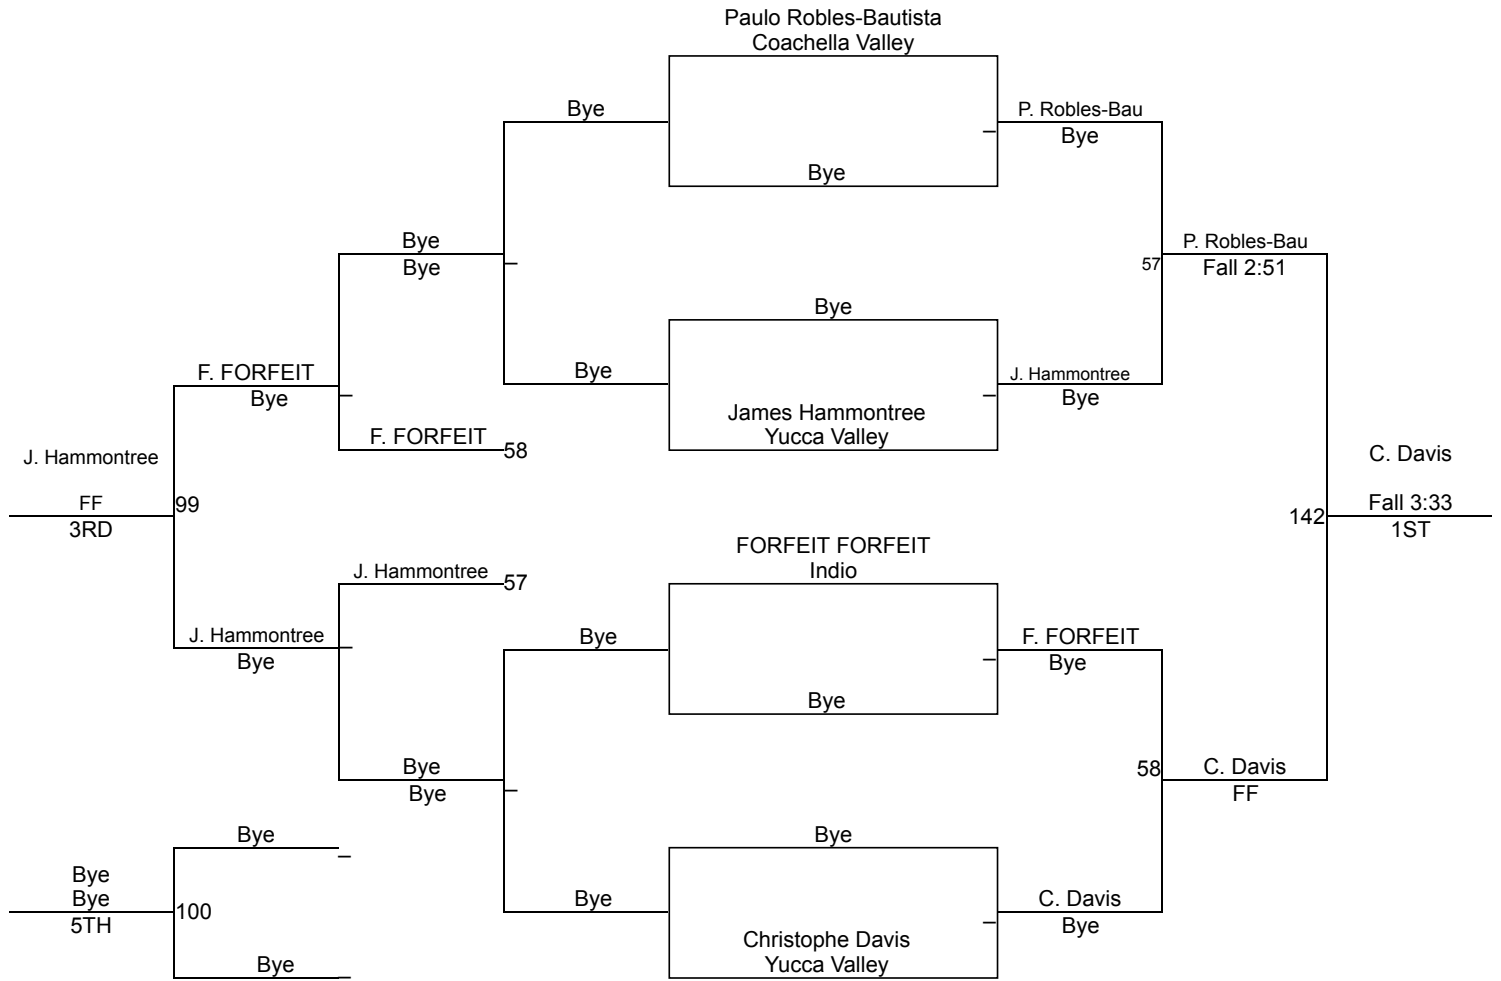 Paulo Robles-Bautista
Coachella Valley
Bye
P. Robles-Bau
Bye
Bye
Bye
Bye
P. Robles-Bau
57
Fall 2:51
Bye
F. FORFEIT
Bye
Bye
J. Hammontree
Bye
James Hammontree
Yucca Valley
F. FORFEIT
58
J. Hammontree
FF
99
3RD
C. Davis
Fall 3:33
142
1ST
FORFEIT FORFEIT
Indio
J. Hammontree
57
J. Hammontree
Bye
Bye
F. FORFEIT
Bye
Bye
Bye
Bye
58
C. Davis
FF
Bye
Bye
Bye
Bye
100
5TH
Bye
Bye
C. Davis
Bye
Christophe Davis
Yucca Valley